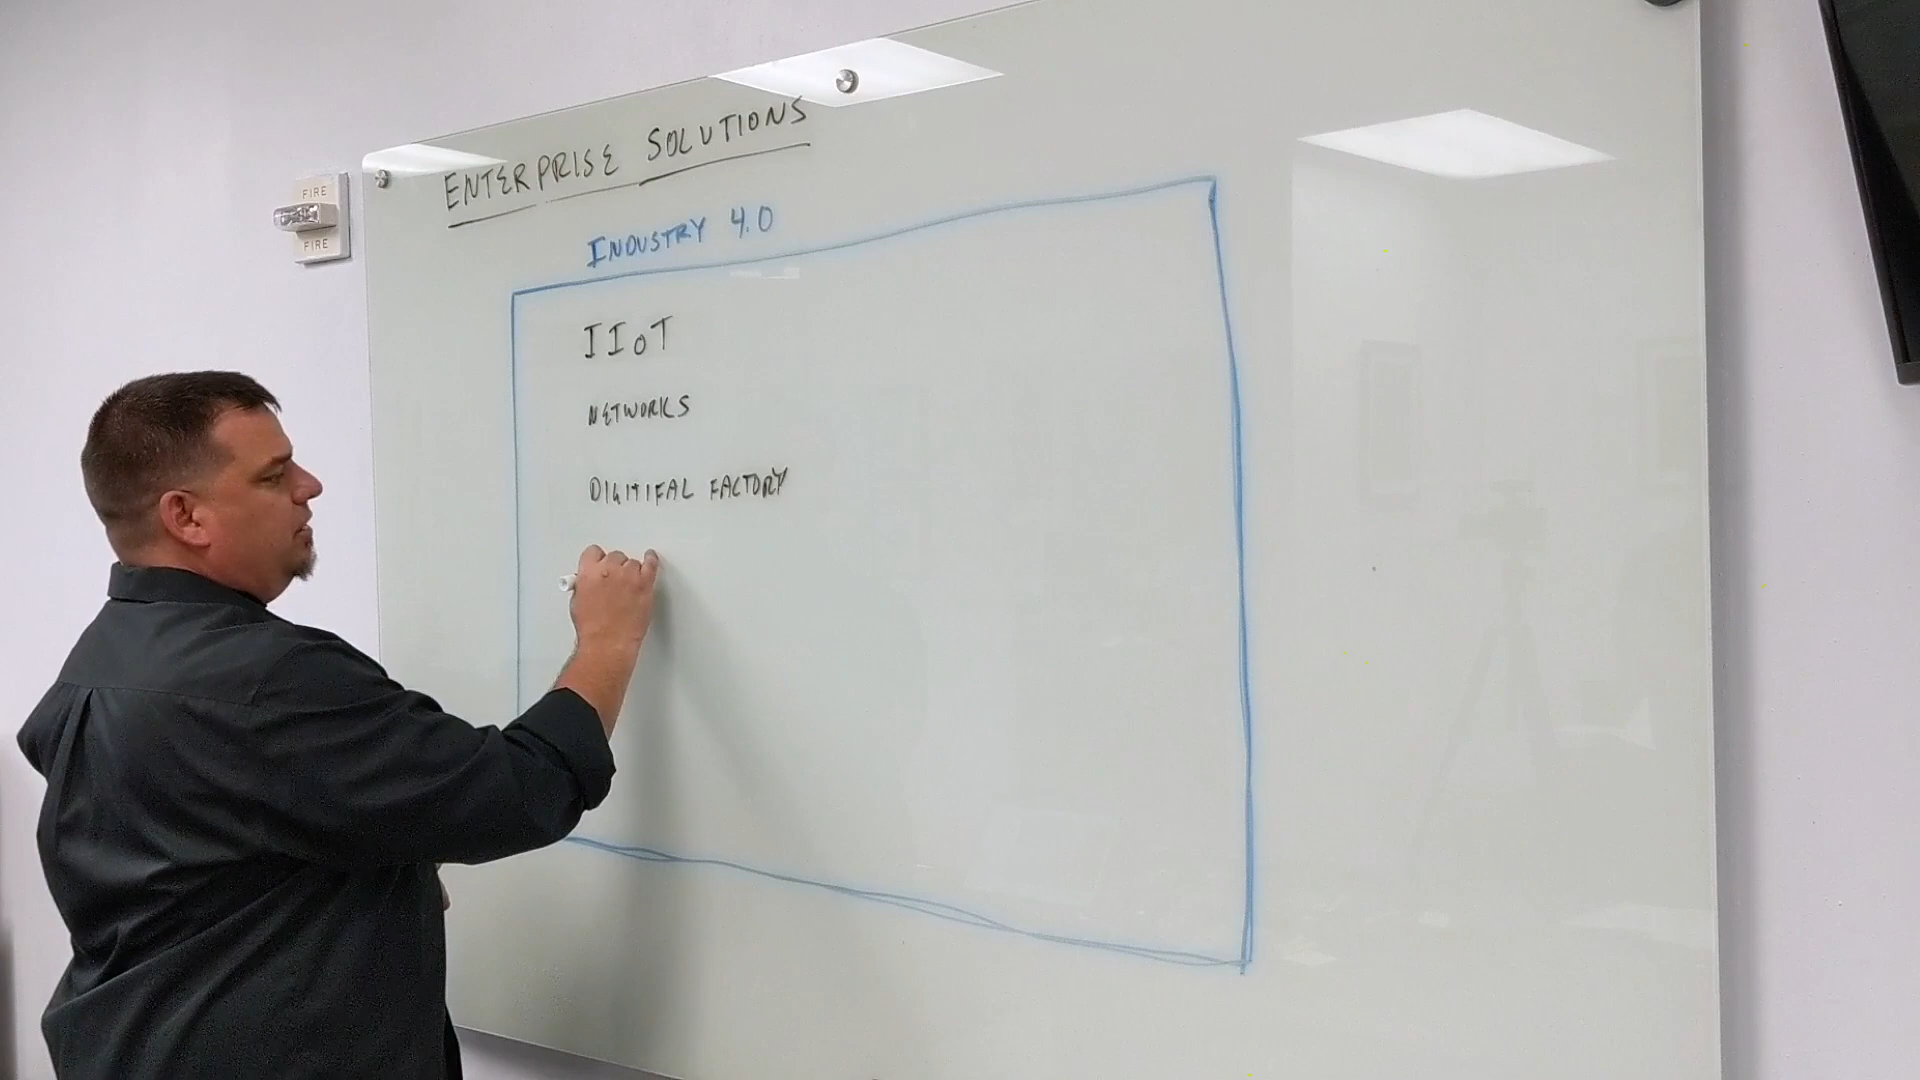 ENTERPRISE SOLUTIONS
FIRE
FIRE
INDUSTRY 4.0
IIoT
NETWORKS
DIGITIFAL FACTORY